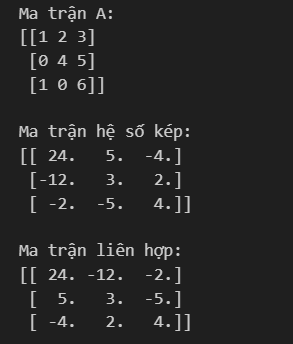 Ma trận A:
[[1 2 3]
 [0 4 5]
 [1 0 6]]
Ma trận hệ số kép:
[[ 24.   5.  -4.]
 [-12.   3.   2.]
 [ -2.  -5.   4.]]
Ma trận liên hợp:
[[ 24. -12.  -2.]
 [  5.   3.  -5.]
 [ -4.   2.   4.]]